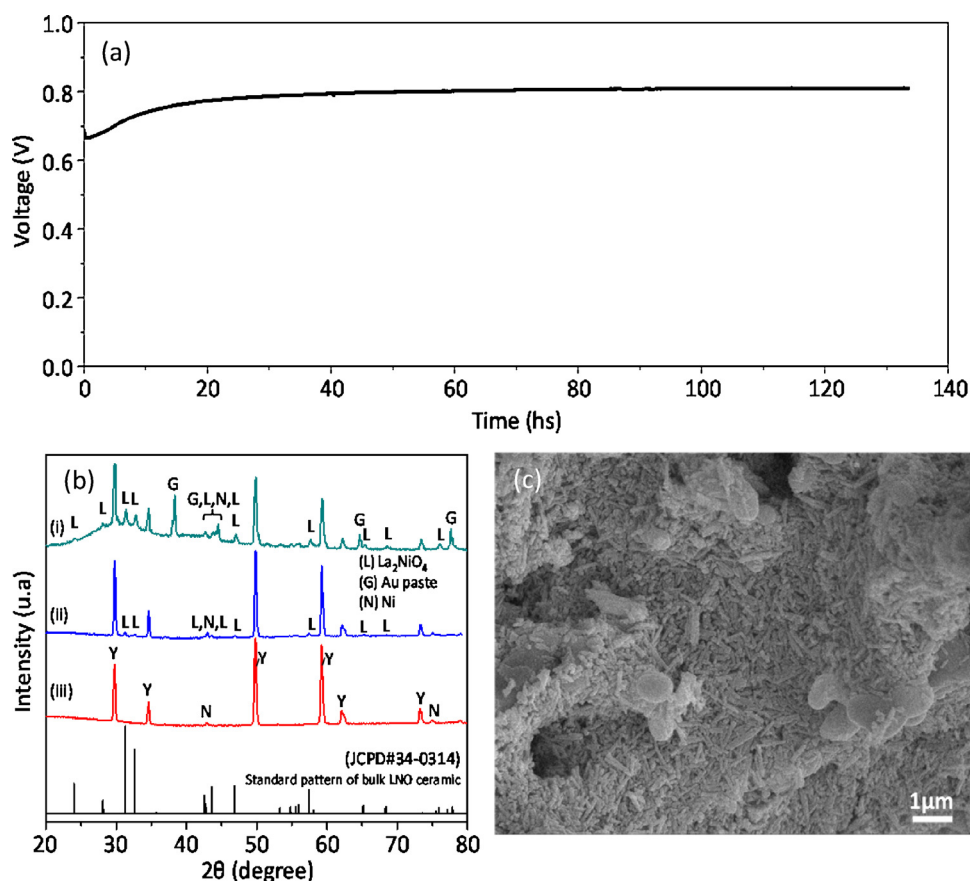 (a)
1.0
0.8
0.6
0.4
0.2
0.0
Voltage (V)
0 20 40 60 80 100 120 140
Time (hs)
(b)
G
G,L,N,L
L L LL L L G L L L G
(i)
(L) La₂NiO₄
(G) Au paste
(N) Ni
(ii)
LL L,N,L L L L L
(iii)
Y Y N Y Y Y Y N
(JCPD#34-0314)
Standard pattern of bulk LNO ceramic
Intensity (u.a)
20 30 40 50 60 70 80
2θ (degree)
(c)
1μm